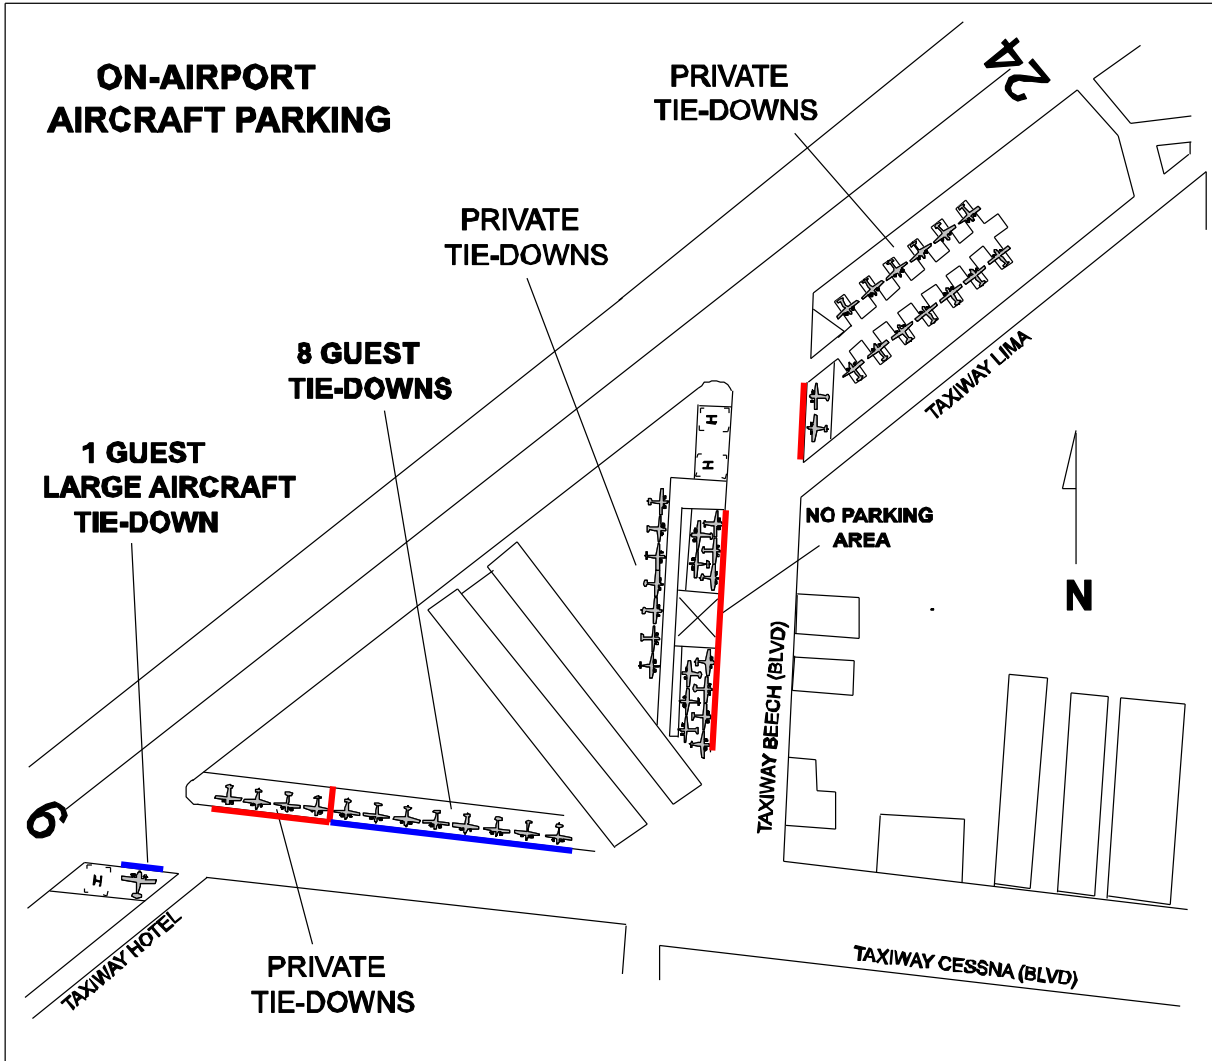 ON-AIRPORT
AIRCRAFT PARKING
PRIVATE
TIE-DOWNS
24
PRIVATE
TIE-DOWNS
8 GUEST
TIE-DOWNS
1 GUEST
LARGE AIRCRAFT
TIE-DOWN
TAXIWAY LIMA
H
H
NO PARKING
AREA
N
TAXIWAY BEECH (BLVD)
6
H
TAXIWAY HOTEL
PRIVATE
TIE-DOWNS
TAXIWAY CESSNA (BLVD)